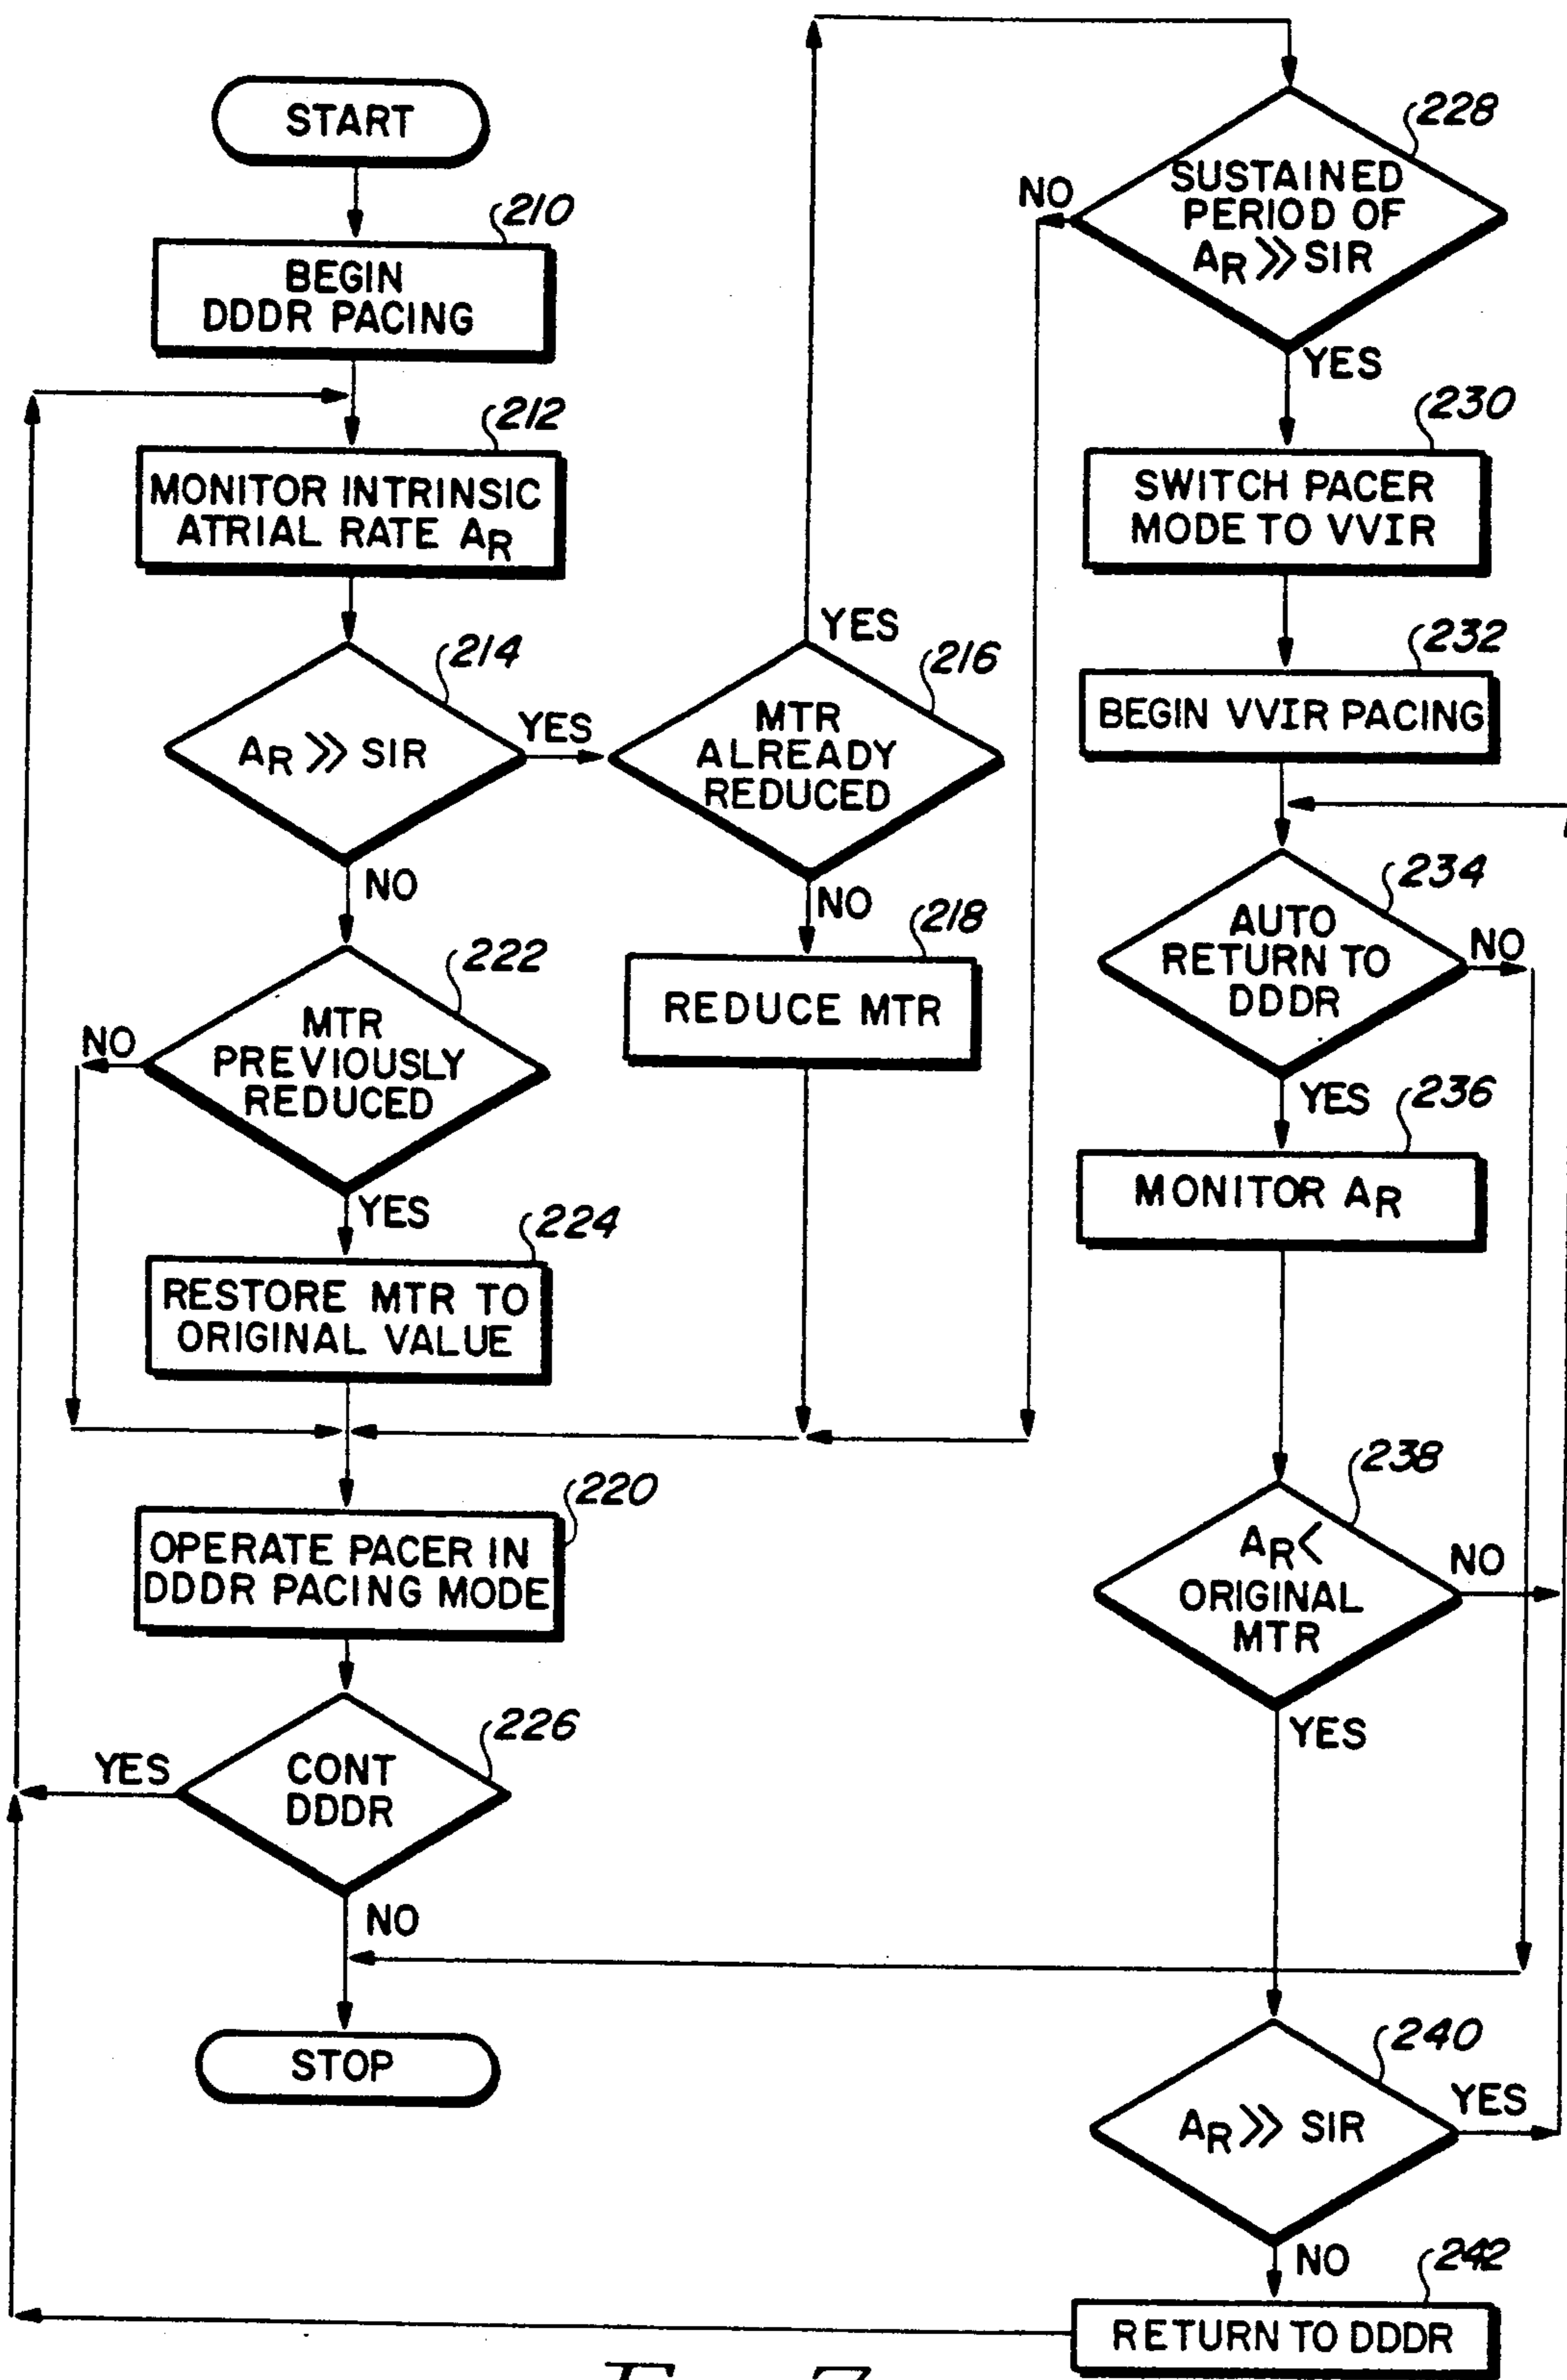 START
210
BEGIN
DDDR PACING
212
MONITOR INTRINSIC
ATRIAL RATE AR
214
AR >> SIR
YES
NO
216
MTR
ALREADY
REDUCED
YES
NO
218
REDUCE MTR
222
MTR
PREVIOUSLY
REDUCED
NO
YES
224
RESTORE MTR TO
ORIGINAL VALUE
220
OPERATE PACER IN
DDDR PACING MODE
226
CONT
DDDR
YES
NO
STOP
228
SUSTAINED
PERIOD OF
AR >> SIR
NO
YES
230
SWITCH PACER
MODE TO VVIR
232
BEGIN VVIR PACING
234
AUTO
RETURN TO
DDDR
NO
YES
236
MONITOR AR
238
AR <
ORIGINAL
MTR
NO
YES
240
AR >> SIR
YES
NO
242
RETURN TO DDDR